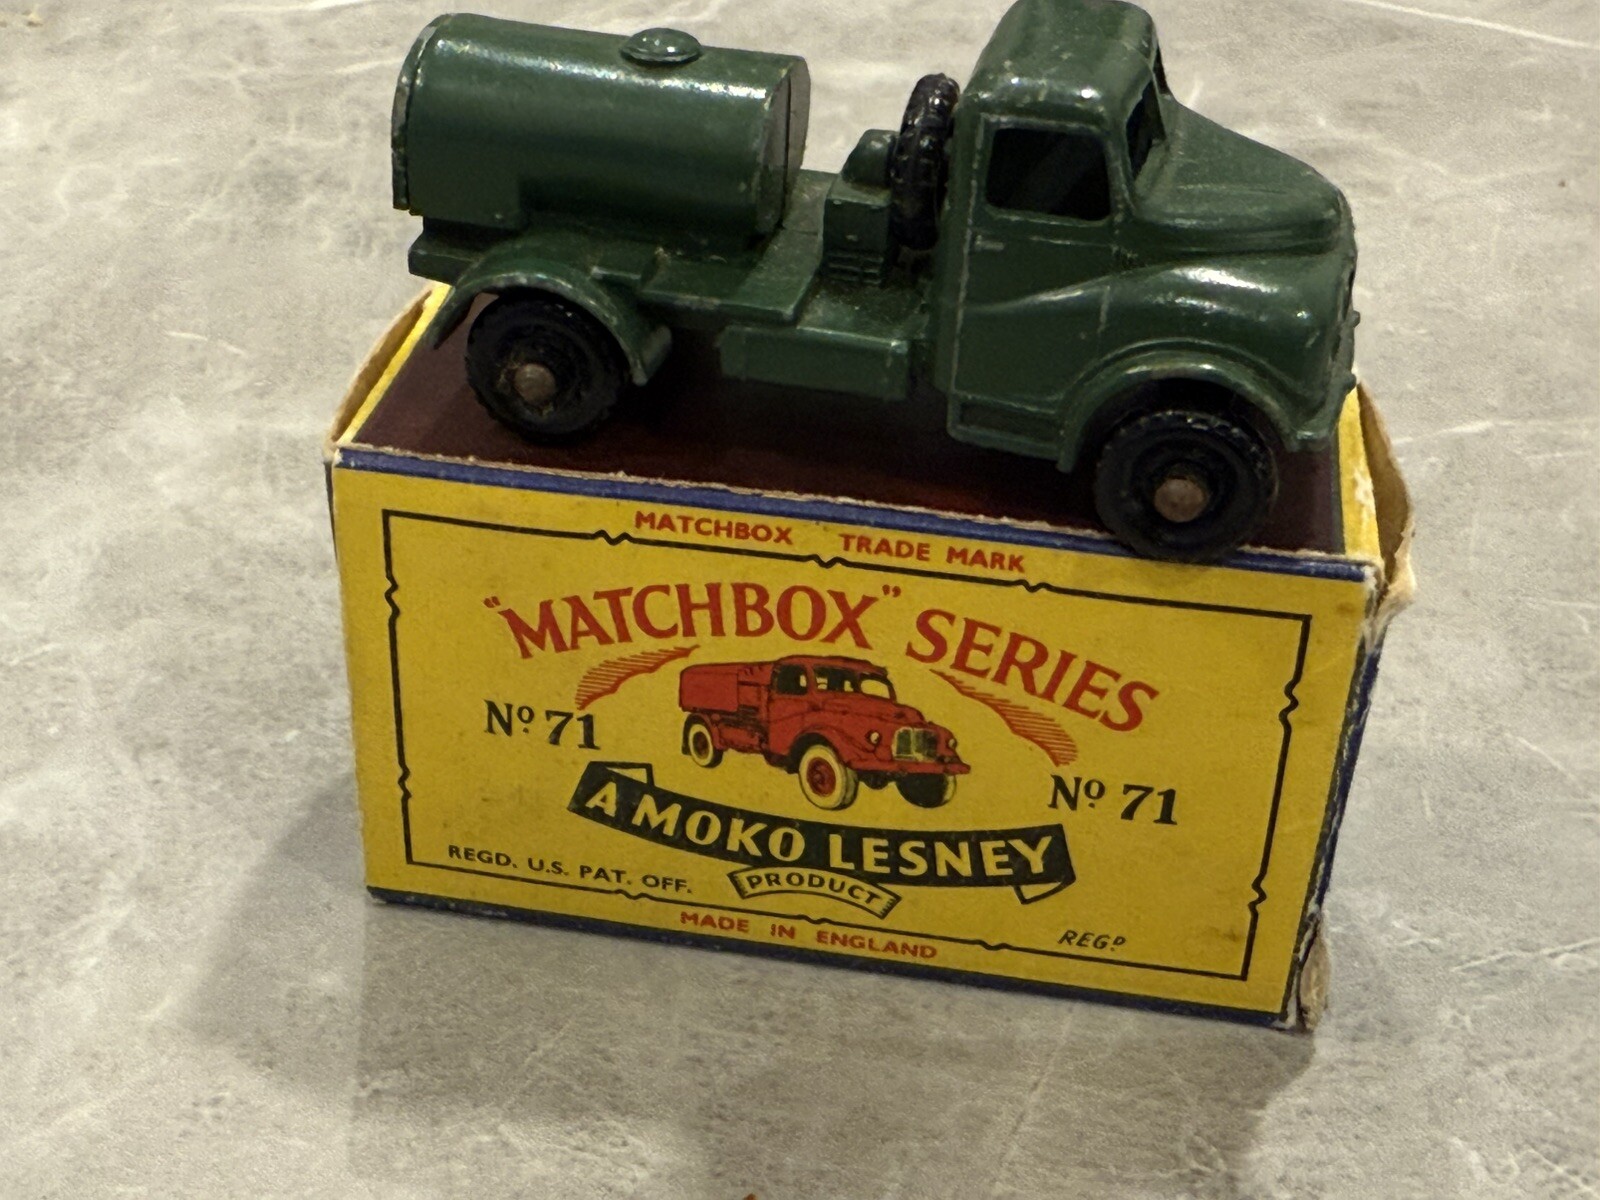 MATCHBOX TRADE MARK
"MATCHBOX" SERIES
Nº 71
Nº 71
A MOKO LESNEY
PRODUCT
REGD. U.S. PAT. OFF.
REGD
MADE IN ENGLAND